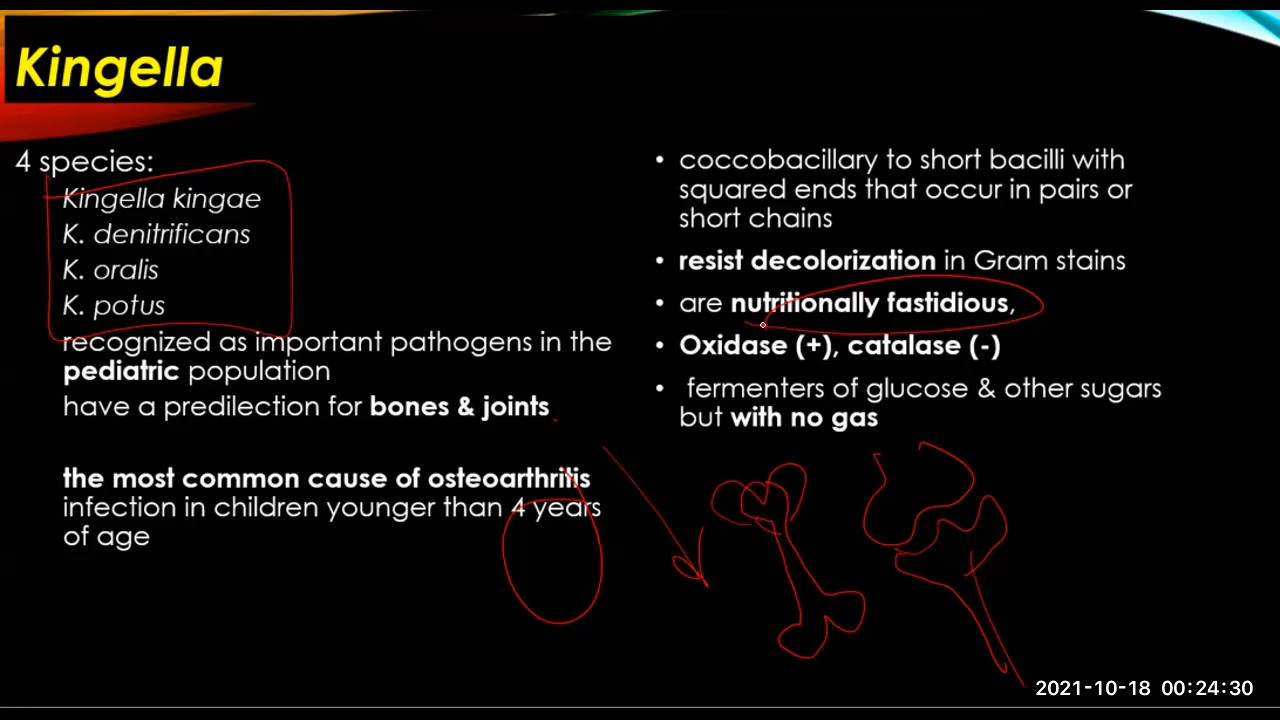 Kingella
4 species:
Kingella kingae
K. denitrificans
K. oralis
K. potus
recognized as important pathogens in the
pediatric population
have a predilection for bones & joints
the most common cause of osteoarthritis
infection in children younger than 4 years
of age
• coccobacillary to short bacilli with
squared ends that occur in pairs or
short chains
• resist decolorization in Gram stains
• are nutritionally fastidious,
• Oxidase (+), catalase (-)
• fermenters of glucose & other sugars
but with no gas
2021-10-18 00:24:30